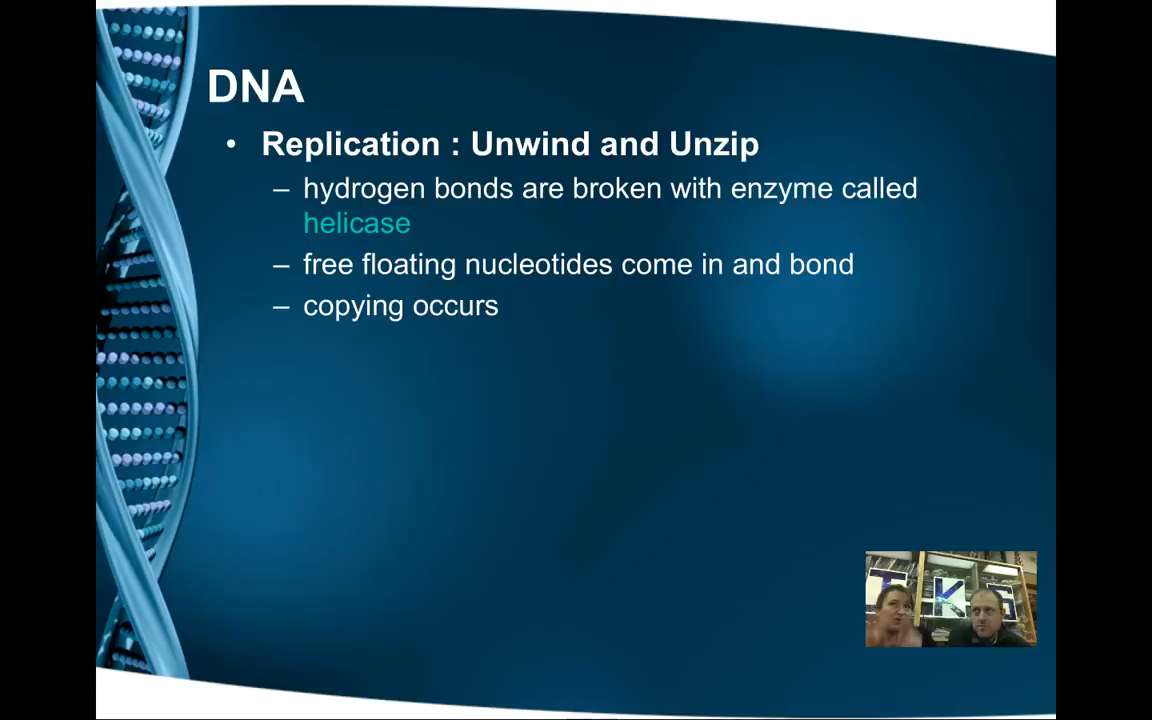 DNA
• Replication : Unwind and Unzip
– hydrogen bonds are broken with enzyme called
helicase
– free floating nucleotides come in and bond
– copying occurs
K